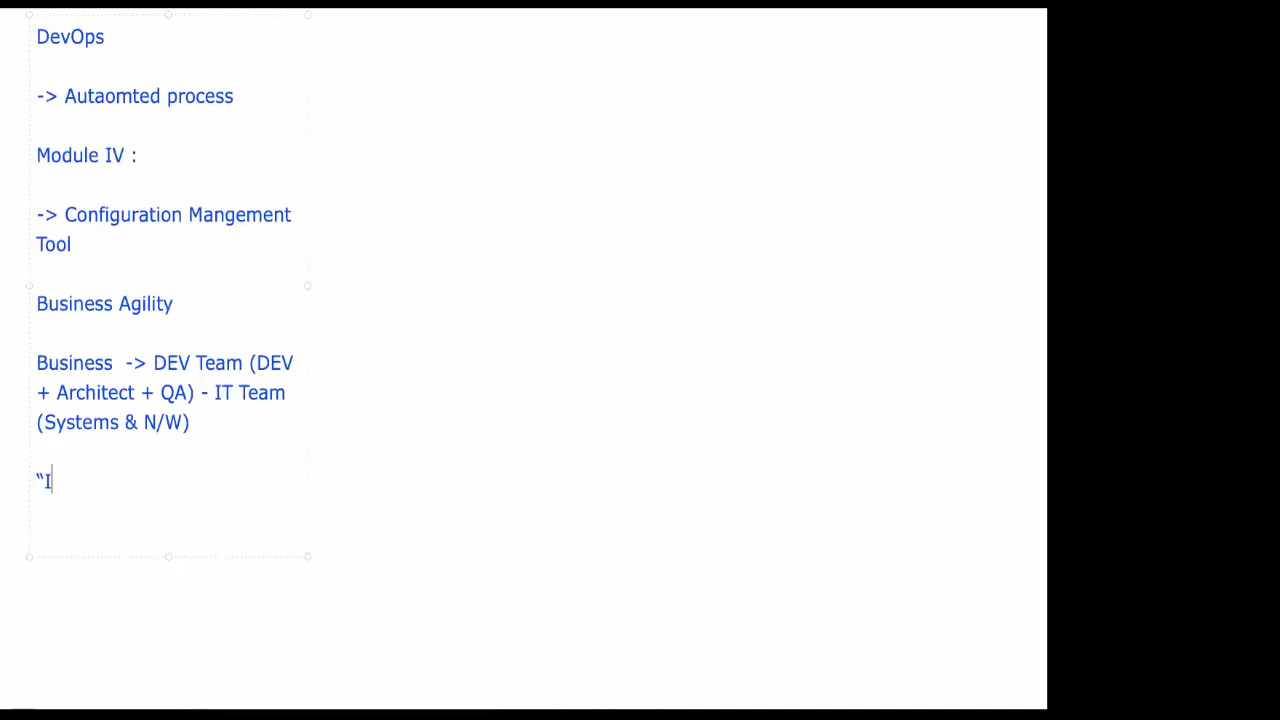 DevOps
-> Autaomted process
Module IV :
-> Configuration Mangement
Tool
Business Agility
Business  -> DEV Team (DEV
+ Architect + QA) - IT Team
(Systems & N/W)
“I